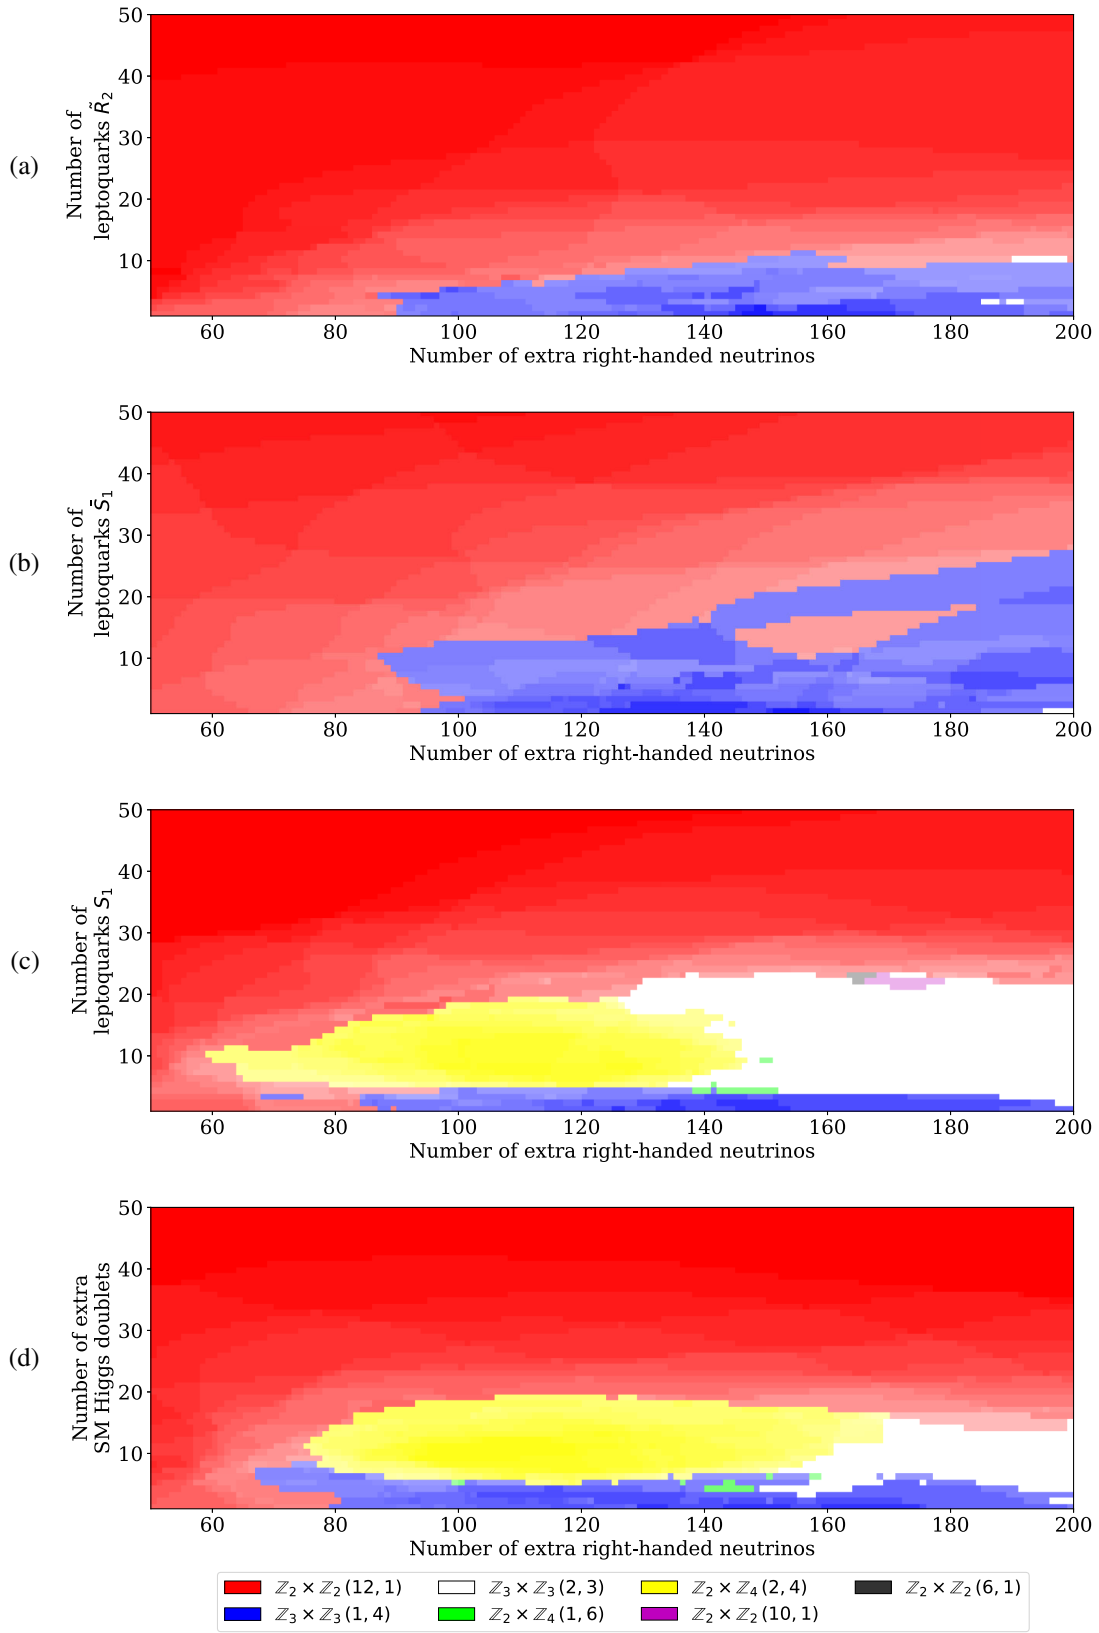 (a)
Number of
leptoquarks R̃₂
50
40
30
20
10
60 80 100 120 140 160 180 200
Number of extra right-handed neutrinos
(b)
Number of
leptoquarks S̄₁
50
40
30
20
10
60 80 100 120 140 160 180 200
Number of extra right-handed neutrinos
(c)
Number of
leptoquarks S₁
50
40
30
20
10
60 80 100 120 140 160 180 200
Number of extra right-handed neutrinos
(d)
Number of extra
SM Higgs doublets
50
40
30
20
10
60 80 100 120 140 160 180 200
Number of extra right-handed neutrinos
ℤ₂ × ℤ₂ (12, 1) ℤ₃ × ℤ₃ (2, 3) ℤ₂ × ℤ₄ (2, 4) ℤ₂ × ℤ₂ (6, 1)
ℤ₃ × ℤ₃ (1, 4) ℤ₂ × ℤ₄ (1, 6) ℤ₂ × ℤ₂ (10, 1)